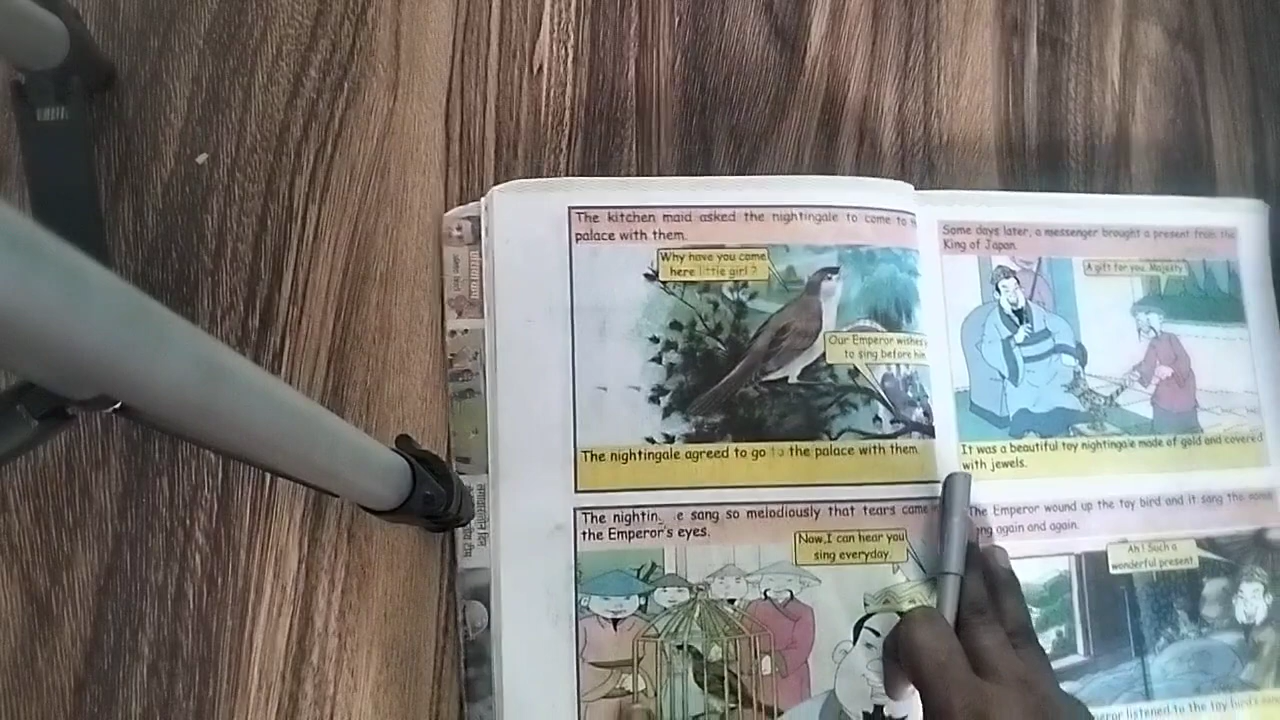 The kitchen maid asked the nightingale to come to
palace with them.
Why have you come
here little girl ?
Our Emperor wishes
to sing before him
The nightingale agreed to go to the palace with them.
The sang so melodiously that tears came
the Emperor's eyes.
Now, I can hear you
sing everyday.
Some days later, a messenger brought a present from the
King of Japan.
A gift for you, Majesty
It was a beautiful toy nightingale made of gold and covered
with jewels.
The Emperor wound up the toy bird and it sang the same
again and again.
Ah ! Such a
wonderful present.
listened to the toy